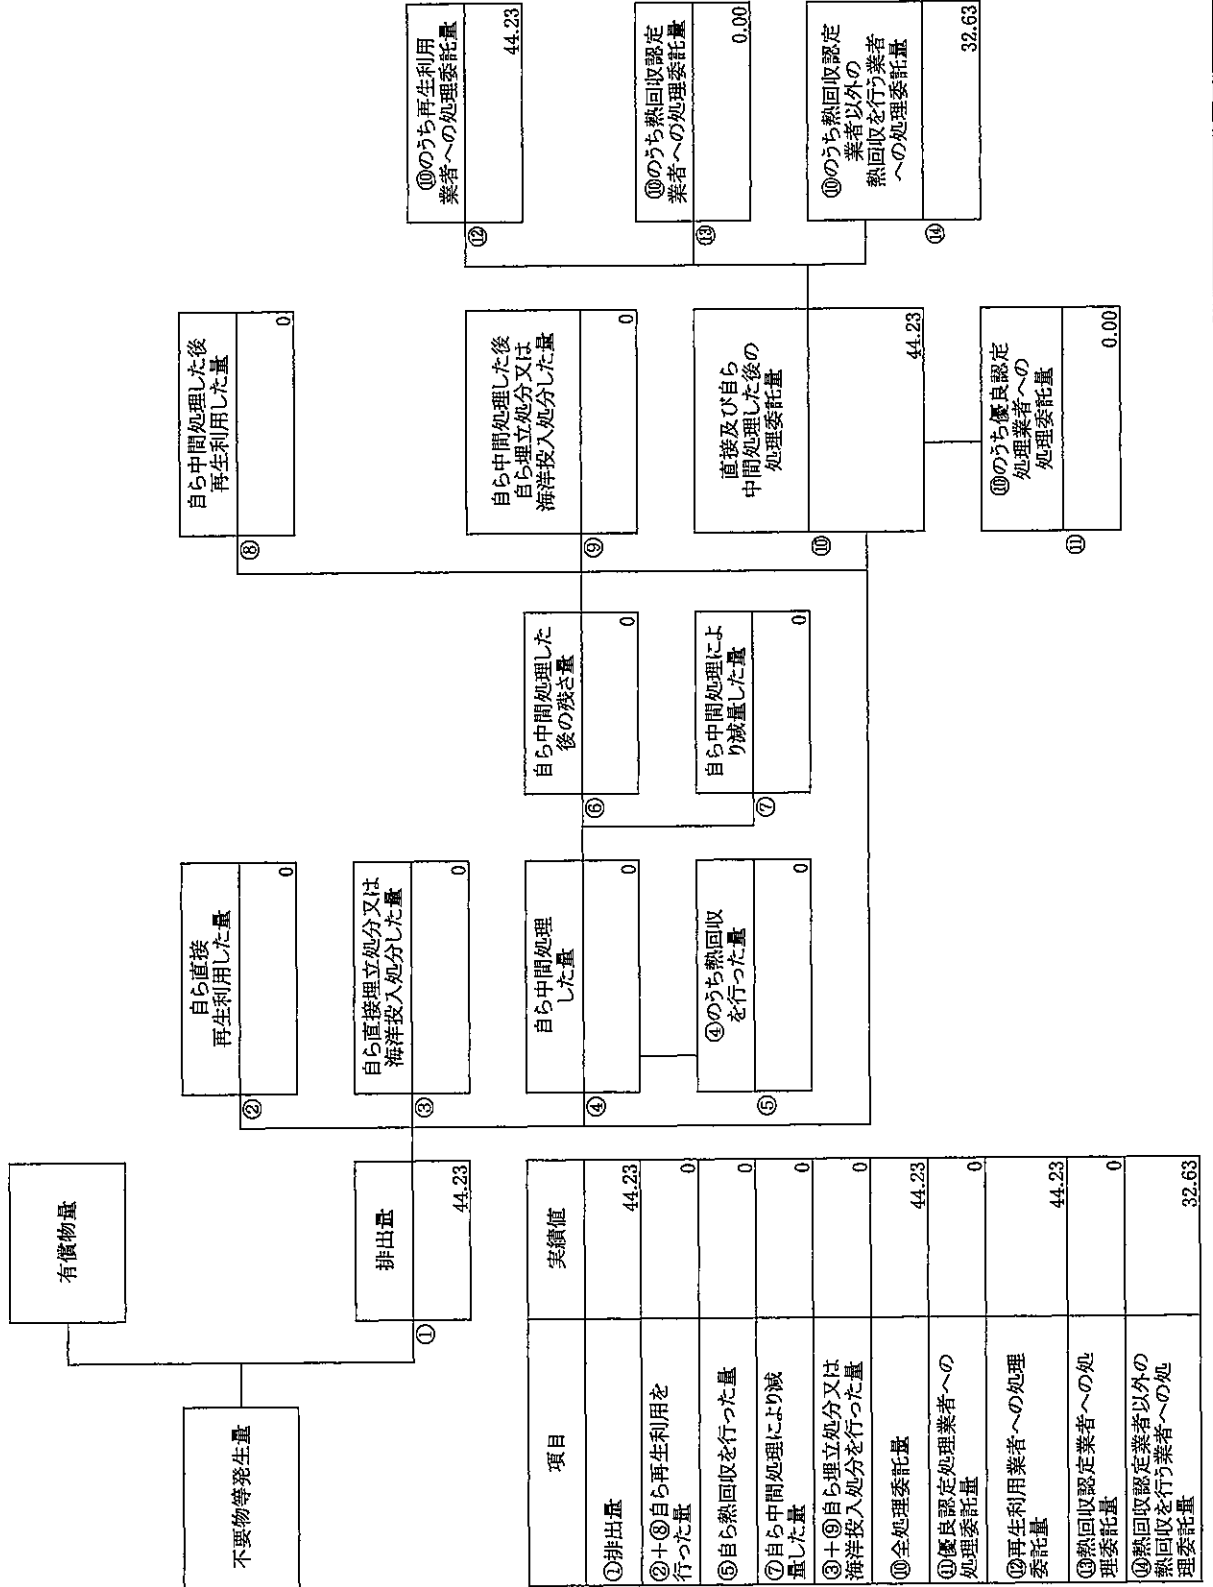 不要物等発生量
有償物量
①
排出量
44.23
②
自ら直接
再生利用した量
0
③
自ら直接埋立処分又は
海洋投入処分した量
0
④
自ら中間処理
した量
0
⑤
④のうち熱回収
を行った量
0
⑥
自ら中間処理した
後の残さ量
0
⑦
自ら中間処理によ
り減量した量
0
⑧
自ら中間処理した後
再生利用した量
0
⑨
自ら中間処理した後
自ら埋立処分又は
海洋投入処分した量
0
⑩
直接及び自ら
中間処理した後の
処理委託量
44.23
⑪
⑩のうち優良認定
処理業者への
処理委託量
0.00
⑫
⑩のうち再生利用
業者への処理委託量
44.23
⑬
⑩のうち熱回収認定
業者への処理委託量
0.00
⑭
⑩のうち熱回収認定
業者以外の
熱回収を行う業者
への処理委託量
32.63
項目 実績値
①排出量 44.23
②+⑧自ら再生利用を
行った量 0
⑤自ら熱回収を行った量 0
⑦自ら中間処理により減
量した量 0
③+⑨自ら埋立処分又は
海洋投入処分を行った量 0
⑩全処理委託量 44.23
⑪優良認定処理業者への
処理委託量 0
⑫再生利用業者への処理
委託量 44.23
⑬熱回収認定業者への処
理委託量 0
⑭熱回収認定業者以外の
熱回収を行う業者への処
理委託量 32.63